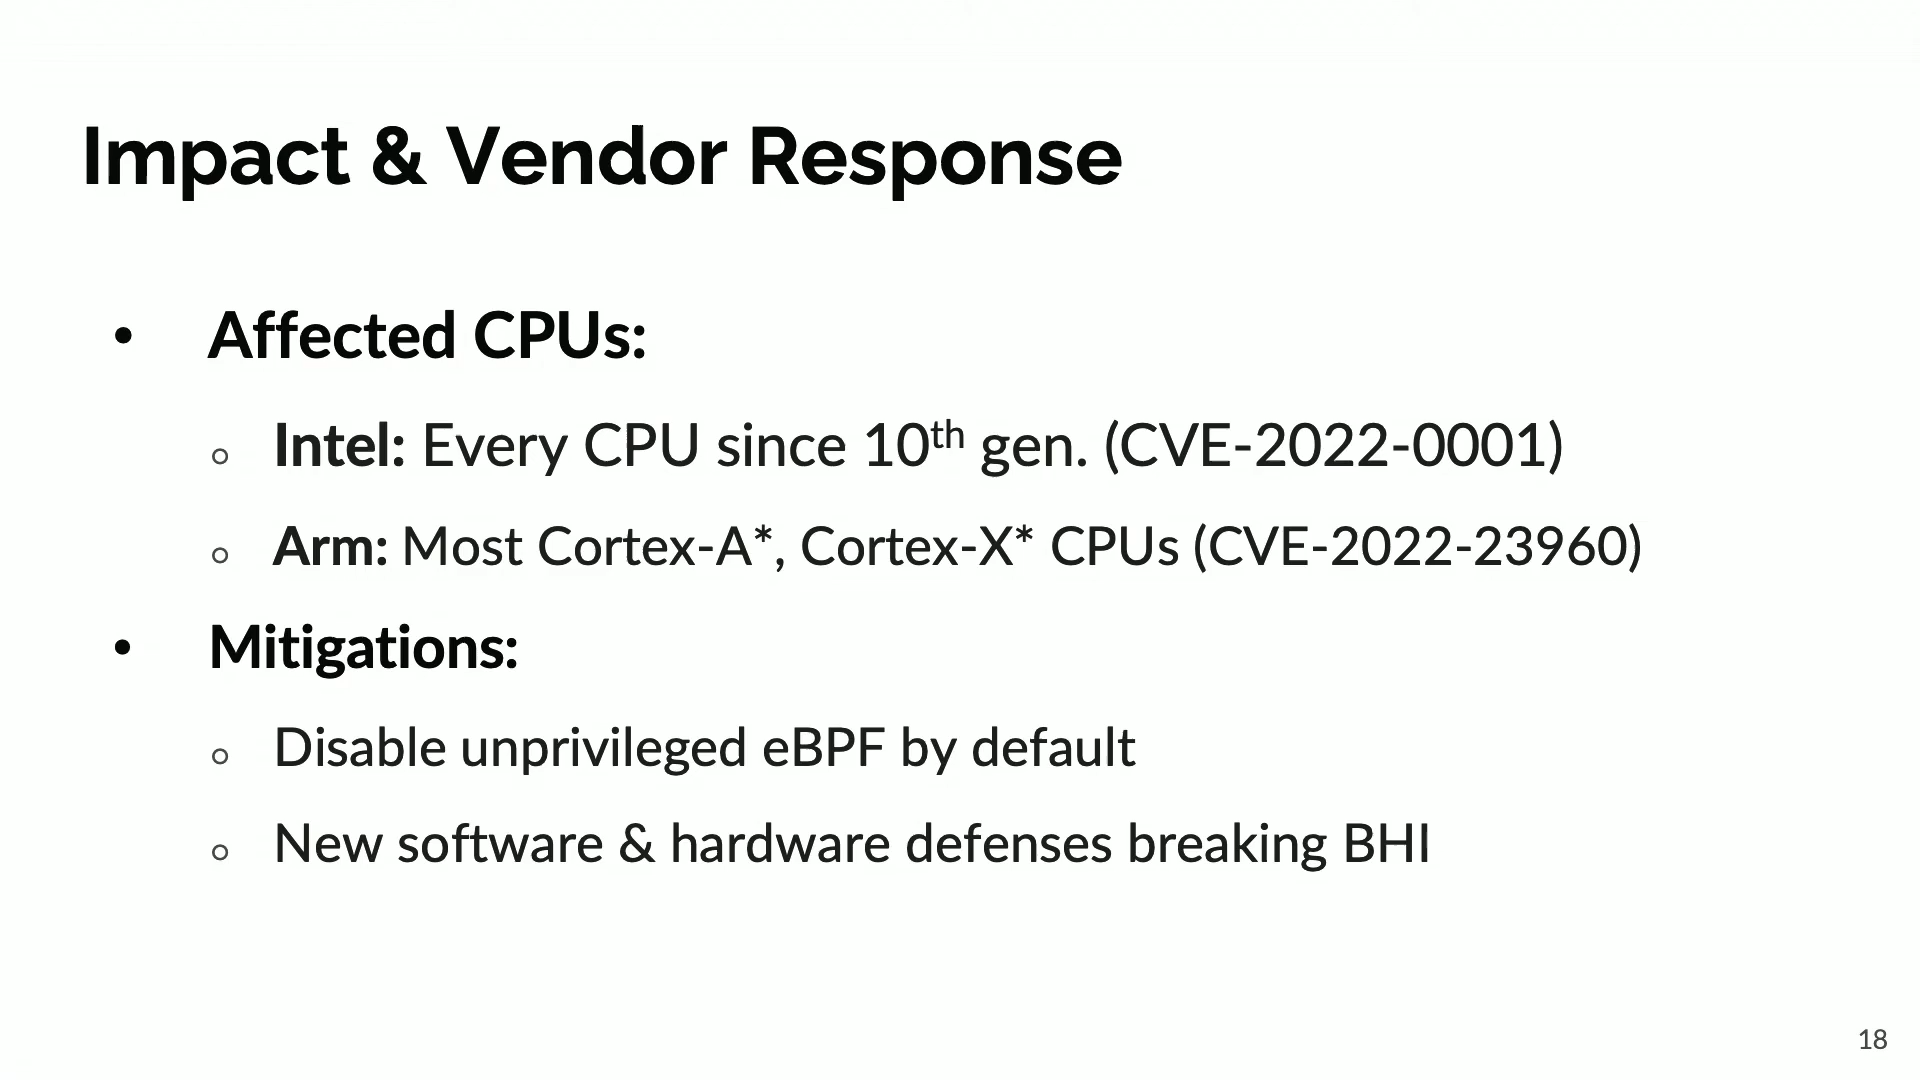 Impact & Vendor Response
• Affected CPUs:
○ Intel: Every CPU since 10th gen. (CVE-2022-0001)
○ Arm: Most Cortex-A*, Cortex-X* CPUs (CVE-2022-23960)
• Mitigations:
○ Disable unprivileged eBPF by default
○ New software & hardware defenses breaking BHI
18